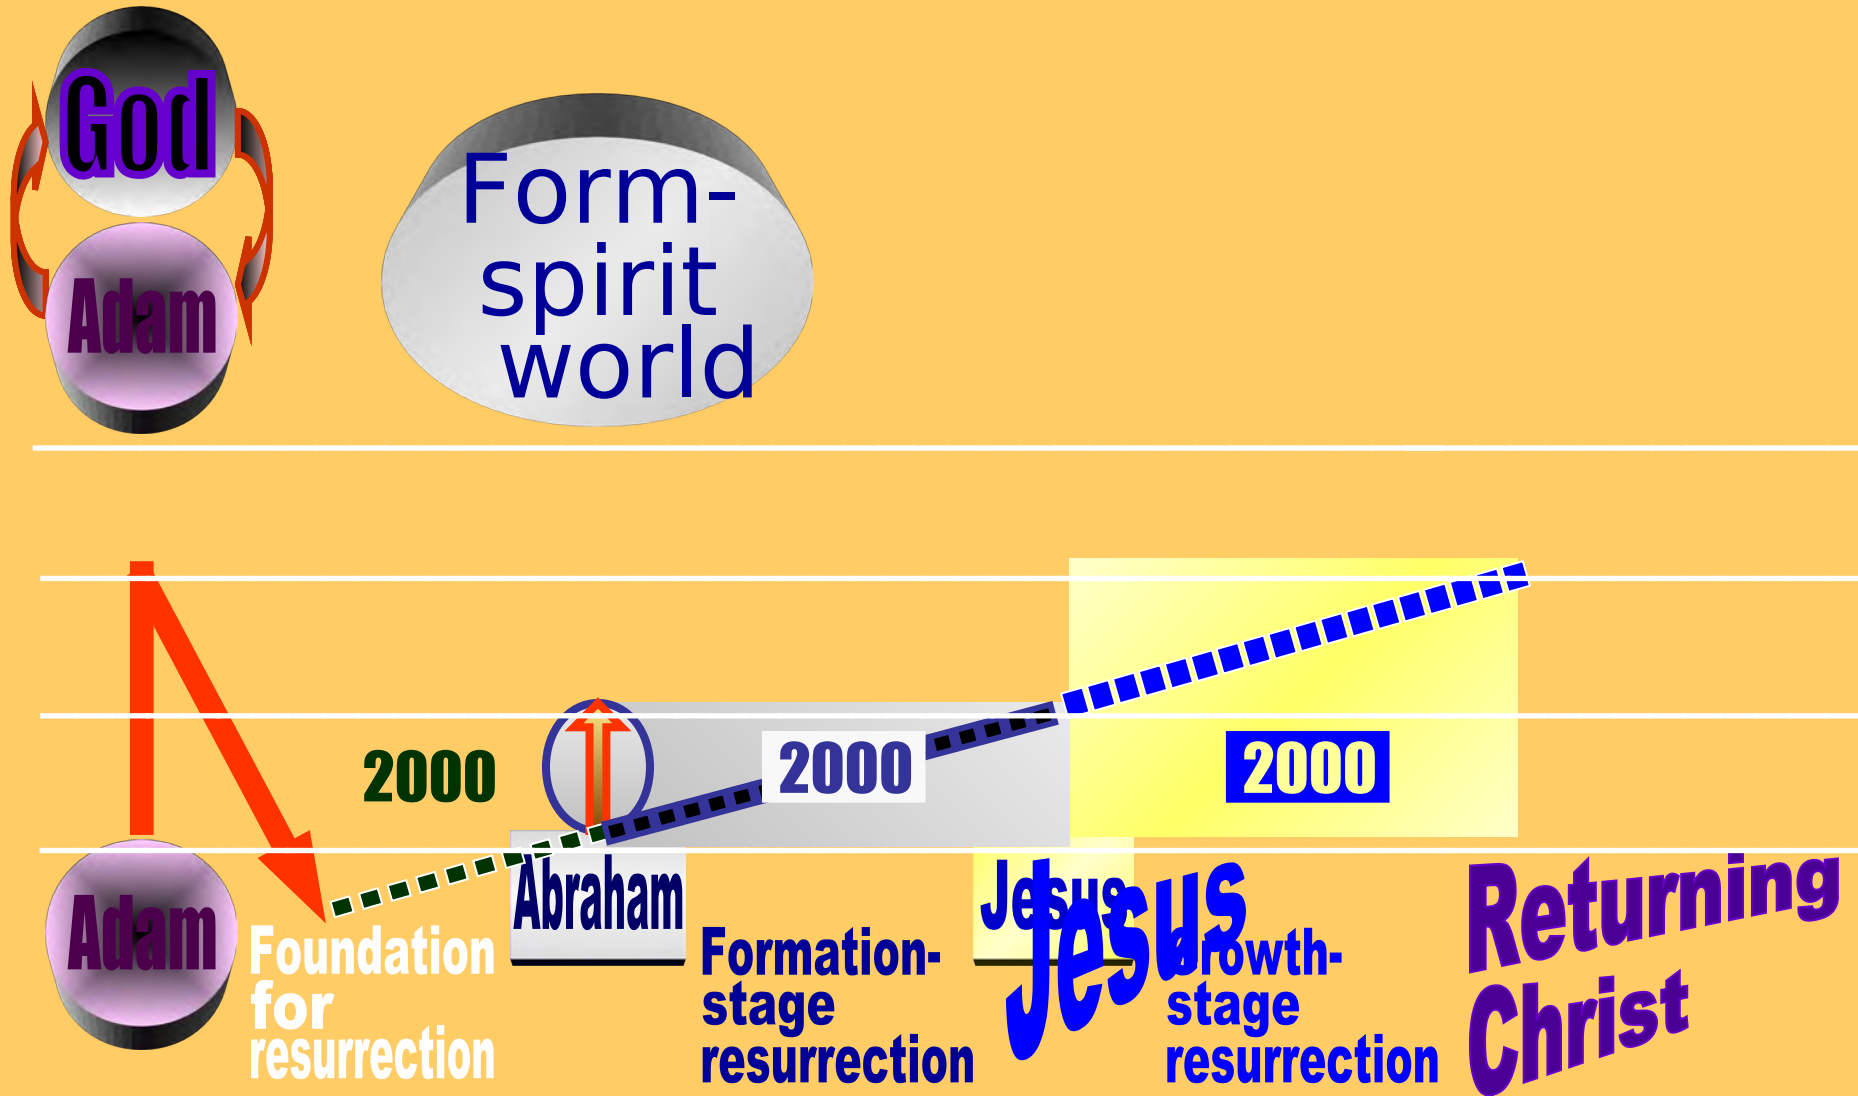 God
Adam
Form-
spirit
world
2000
2000
2000
Adam
Abraham
Jesus
Jesus
Foundation
for
resurrection
Formation-
stage
resurrection
Growth-
stage
resurrection
Returning
Christ